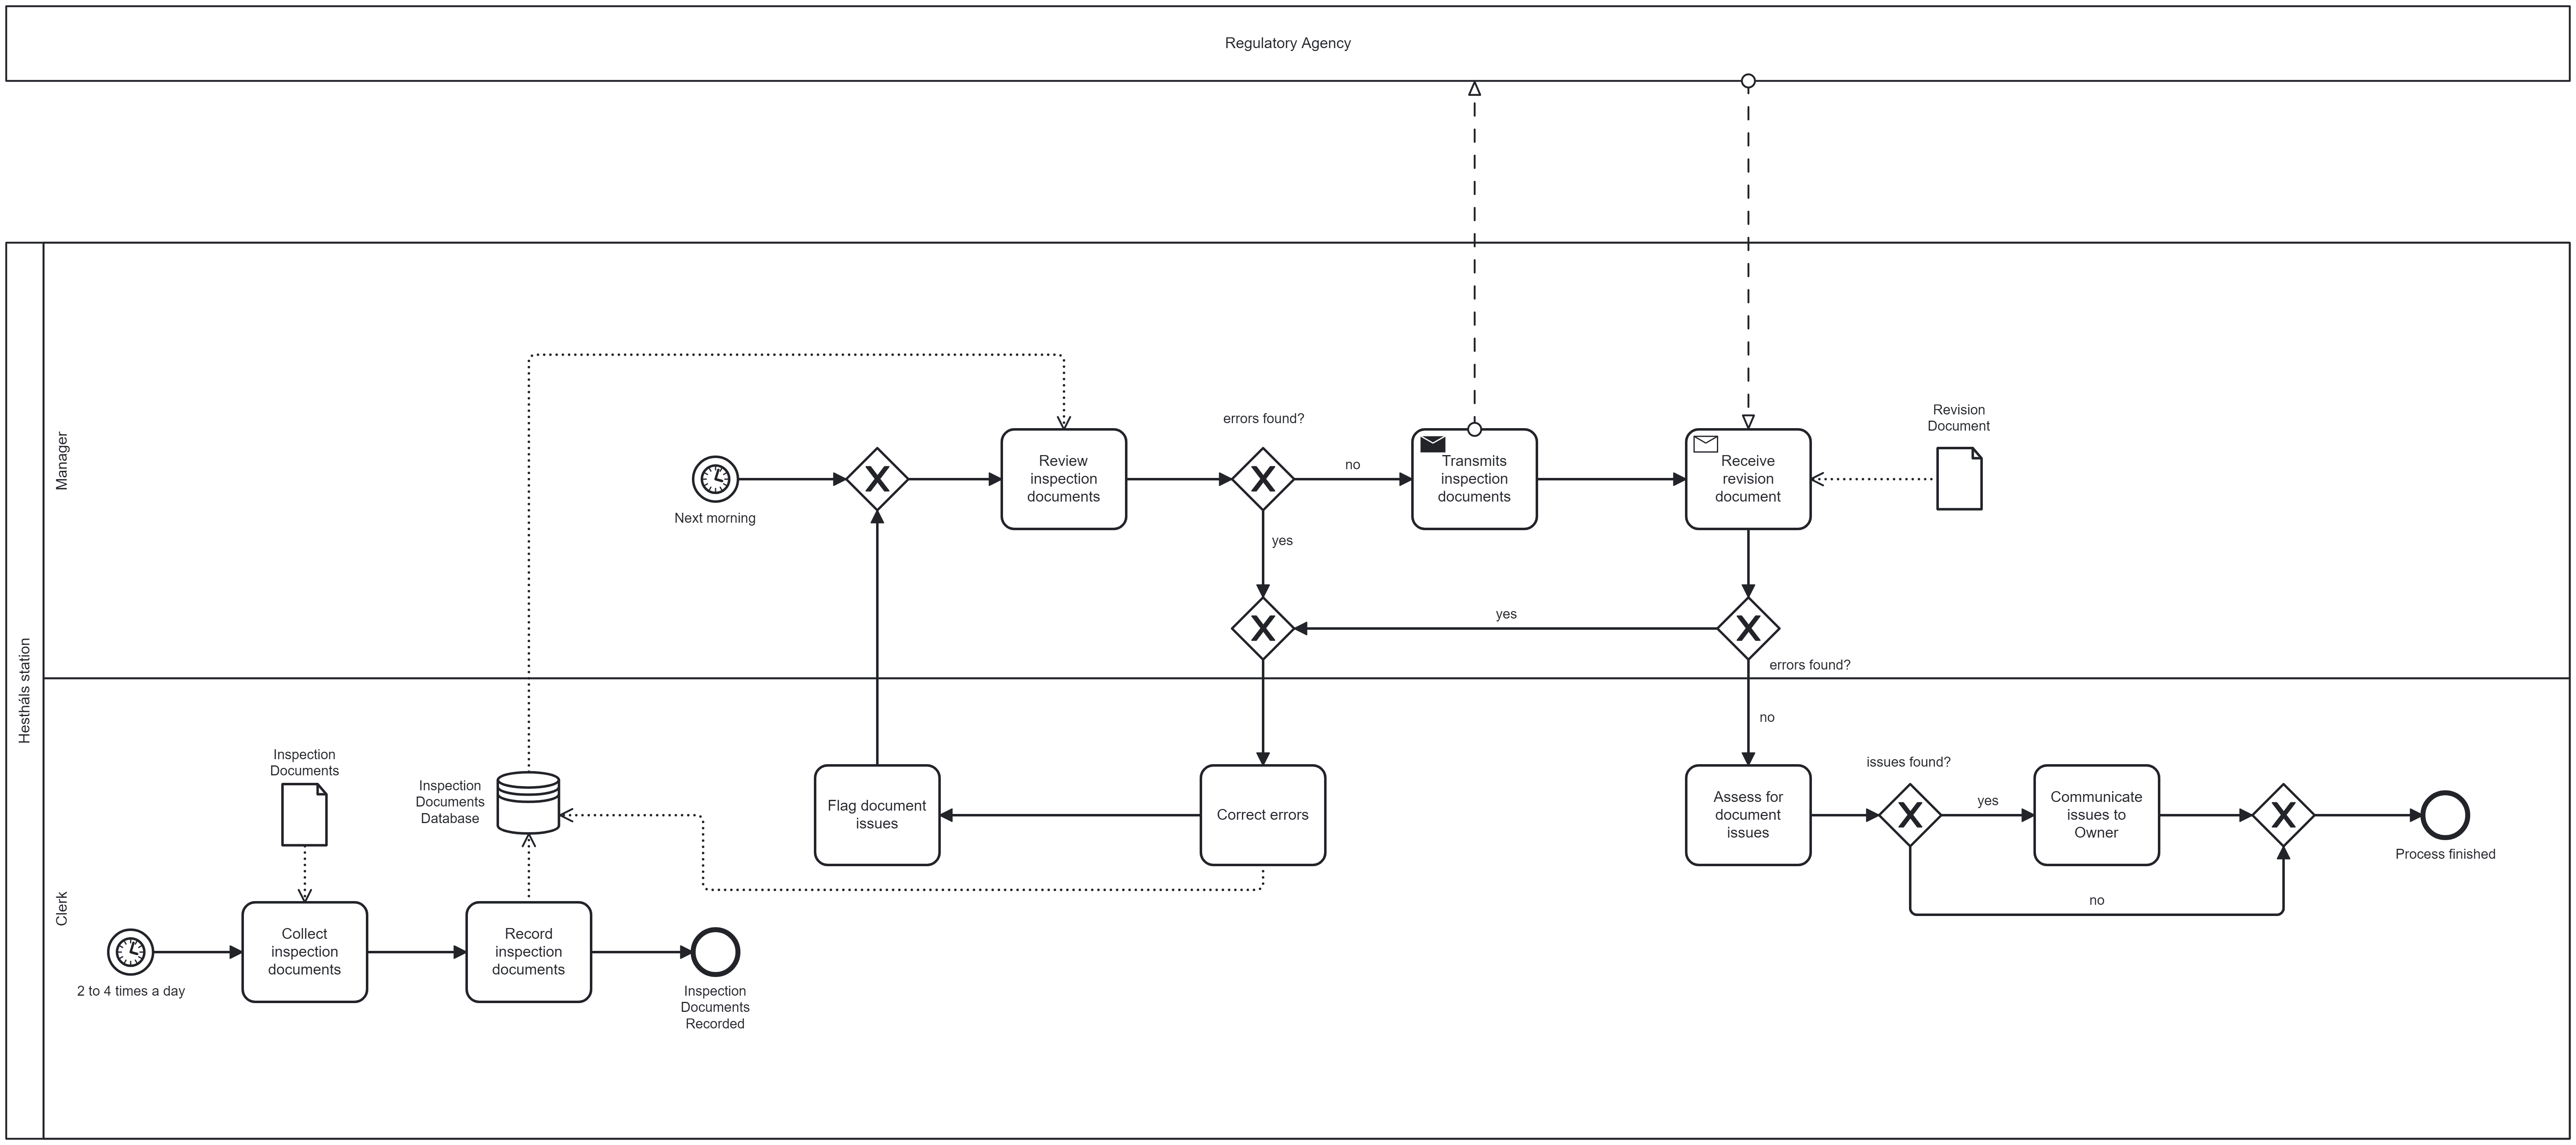 Regulatory Agency
Hestháls station
Manager
errors found?
Revision
Document
Next morning
Review
inspection
documents
no
Transmits
inspection
documents
Receive
revision
document
yes
yes
errors found?
Clerk
no
Inspection
Documents
Inspection
Documents
Database
Flag document
issues
Correct errors
Assess for
document
issues
issues found?
yes
Communicate
issues to
Owner
Process finished
no
2 to 4 times a day
Collect
inspection
documents
Record
inspection
documents
Inspection
Documents
Recorded